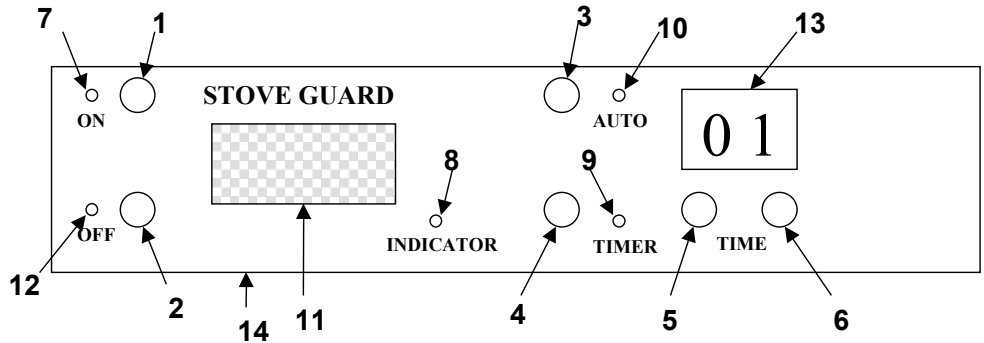 7 1 3 10 13
STOVE GUARD
ON AUTO
0 1
8 9
OFF INDICATOR TIMER TIME
12 2 14 11 4 5 6